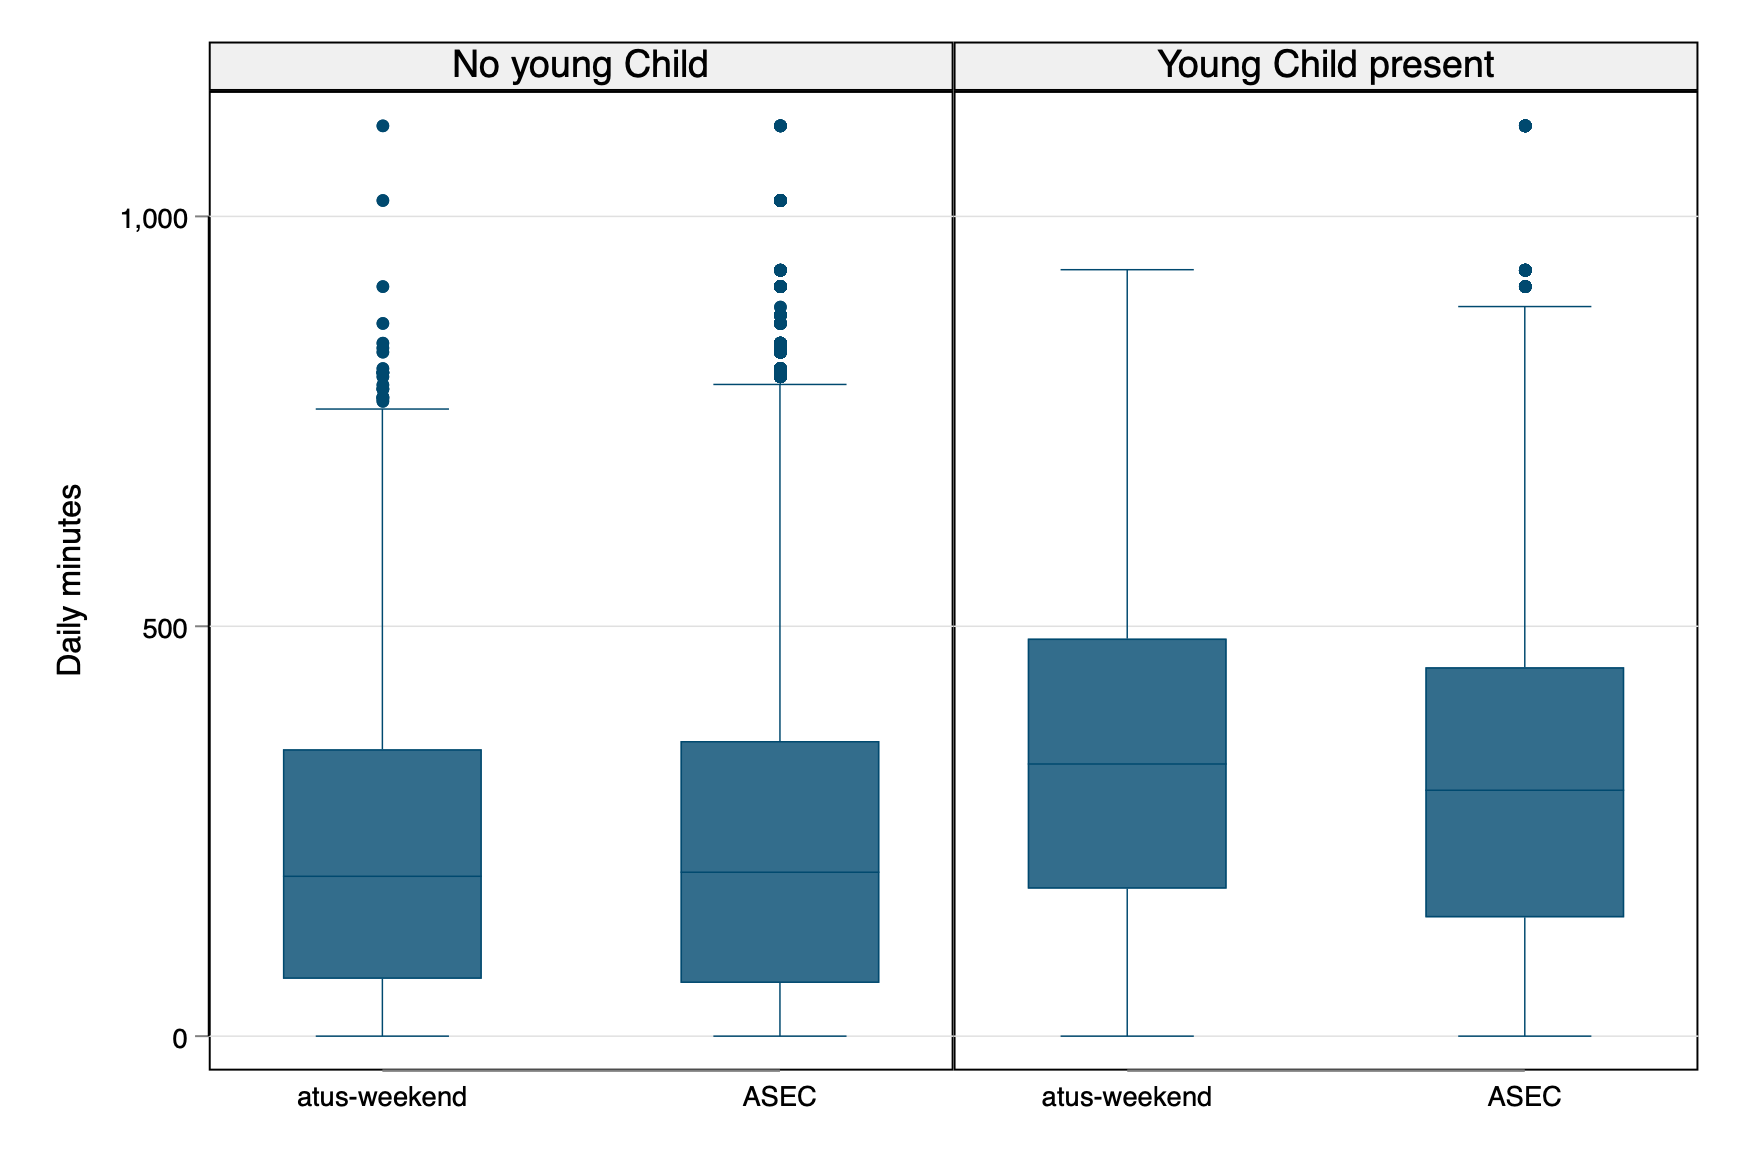 No young Child
Young Child present
Daily minutes
1,000
500
0
atus-weekend
ASEC
atus-weekend
ASEC